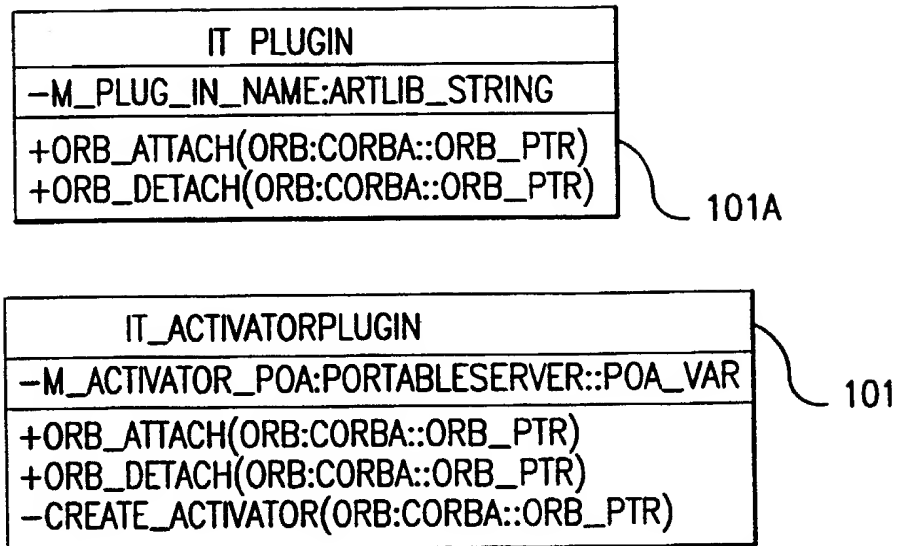 IT PLUGIN
-M_PLUG_IN_NAME:ARTLIB_STRING
+ORB_ATTACH(ORB:CORBA::ORB_PTR)
+ORB_DETACH(ORB:CORBA::ORB_PTR)
101A
IT_ACTIVATORPLUGIN
-M_ACTIVATOR_POA:PORTABLESERVER::POA_VAR
101
+ORB_ATTACH(ORB:CORBA::ORB_PTR)
+ORB_DETACH(ORB:CORBA::ORB_PTR)
-CREATE_ACTIVATOR(ORB:CORBA::ORB_PTR)